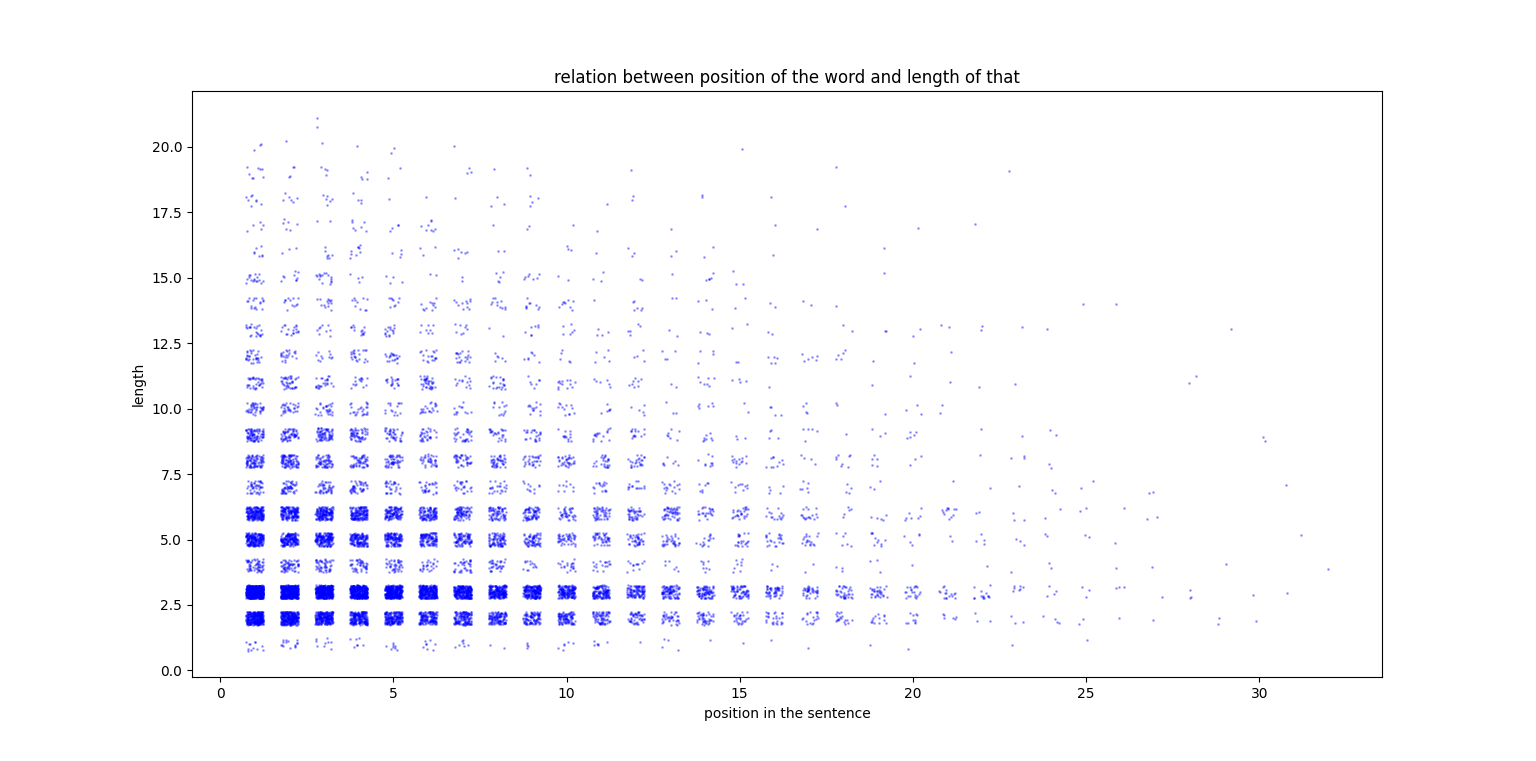 relation between position of the word and length of that
length
20.0
17.5
15.0
12.5
10.0
7.5
5.0
2.5
0.0
0 5 10 15 20 25 30
position in the sentence